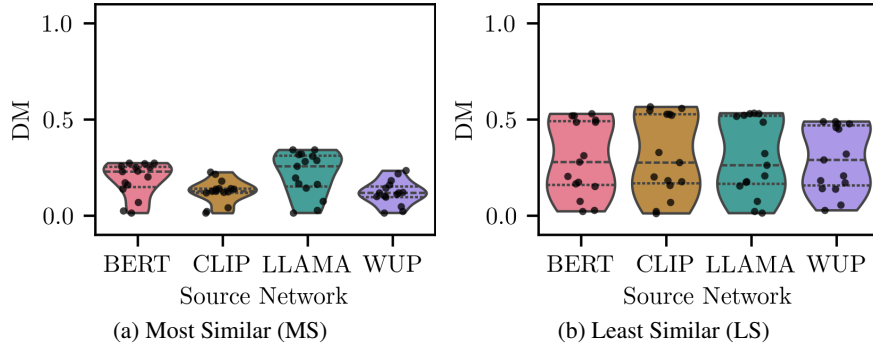 1.0
0.5
0.0
DM
BERT CLIP LLAMA WUP
Source Network
(a) Most Similar (MS)
1.0
0.5
0.0
DM
BERT CLIP LLAMA WUP
Source Network
(b) Least Similar (LS)